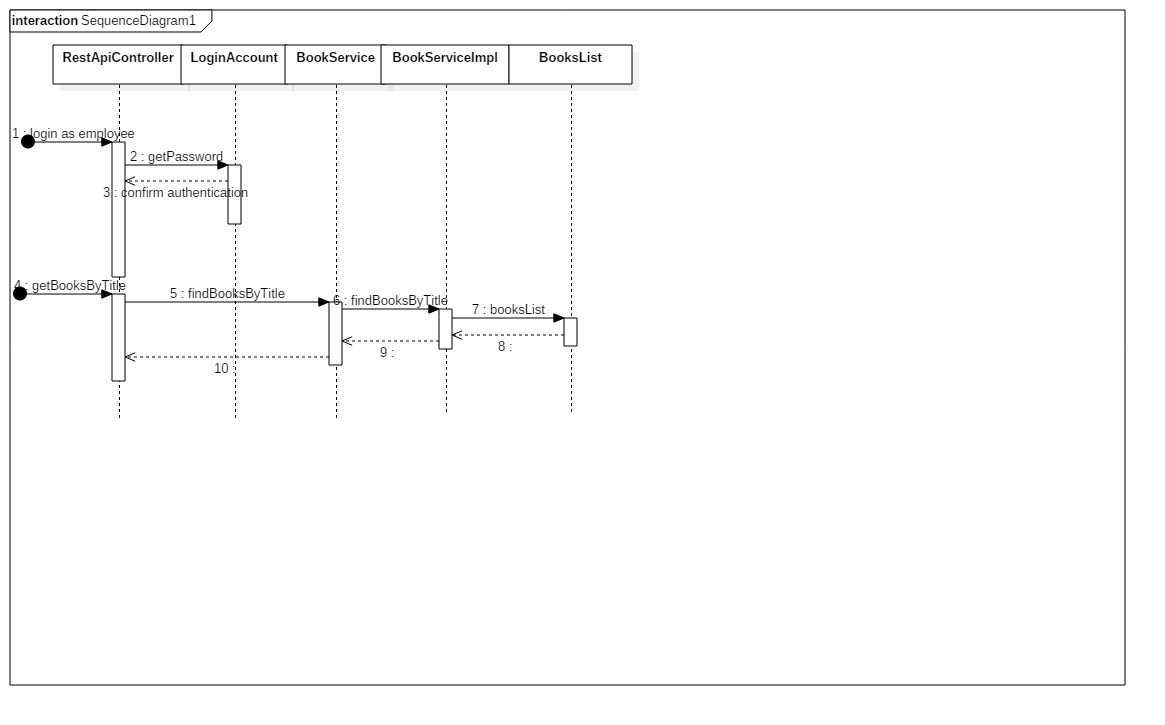 interaction SequenceDiagram1
RestApiController LoginAccount BookService BookServiceImpl BooksList
1 : login as employee
2 : getPassword
3 : confirm authentication
4 : getBooksByTitle
5 : findBooksByTitle
6 : findBooksByTitle
7 : booksList
8 :
9 :
10 :